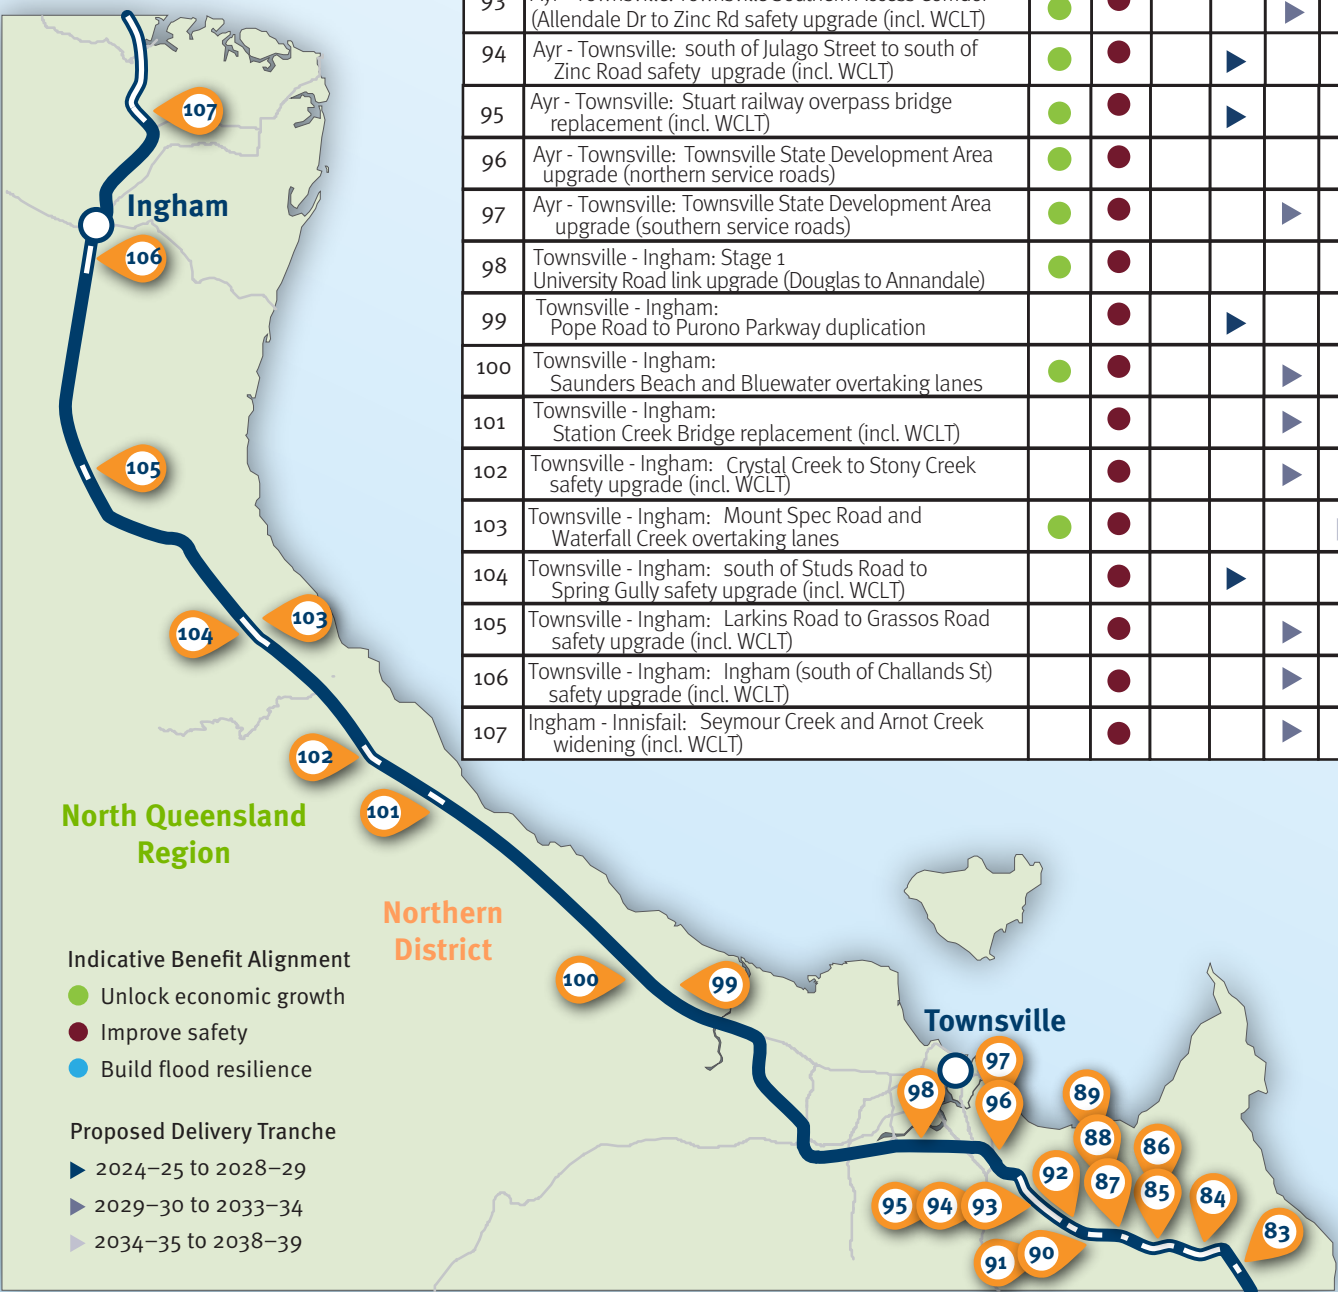 93
(Allendale Dr to Zinc Rd safety upgrade (incl. WCLT)
94
Ayr - Townsville: south of Julago Street to south of
Zinc Road safety upgrade (incl. WCLT)
95
Ayr - Townsville: Stuart railway overpass bridge
replacement (incl. WCLT)
96
Ayr - Townsville: Townsville State Development Area
upgrade (northern service roads)
97
Ayr - Townsville: Townsville State Development Area
upgrade (southern service roads)
98
Townsville - Ingham: Stage 1
University Road link upgrade (Douglas to Annandale)
99
Townsville - Ingham:
Pope Road to Purono Parkway duplication
100
Townsville - Ingham:
Saunders Beach and Bluewater overtaking lanes
101
Townsville - Ingham:
Station Creek Bridge replacement (incl. WCLT)
102
Townsville - Ingham: Crystal Creek to Stony Creek
safety upgrade (incl. WCLT)
103
Townsville - Ingham: Mount Spec Road and
Waterfall Creek overtaking lanes
104
Townsville - Ingham: south of Studs Road to
Spring Gully safety upgrade (incl. WCLT)
105
Townsville - Ingham: Larkins Road to Grassos Road
safety upgrade (incl. WCLT)
106
Townsville - Ingham: Ingham (south of Challands St)
safety upgrade (incl. WCLT)
107
Ingham - Innisfail: Seymour Creek and Arnot Creek
widening (incl. WCLT)
107
Ingham
106
105
103
104
102
101
North Queensland
Region
Northern
District
100
99
Townsville
97
98
96
89
88
86
92
87
85
84
95
94
93
83
91
90
Indicative Benefit Alignment
Unlock economic growth
Improve safety
Build flood resilience
Proposed Delivery Tranche
2024–25 to 2028–29
2029–30 to 2033–34
2034–35 to 2038–39